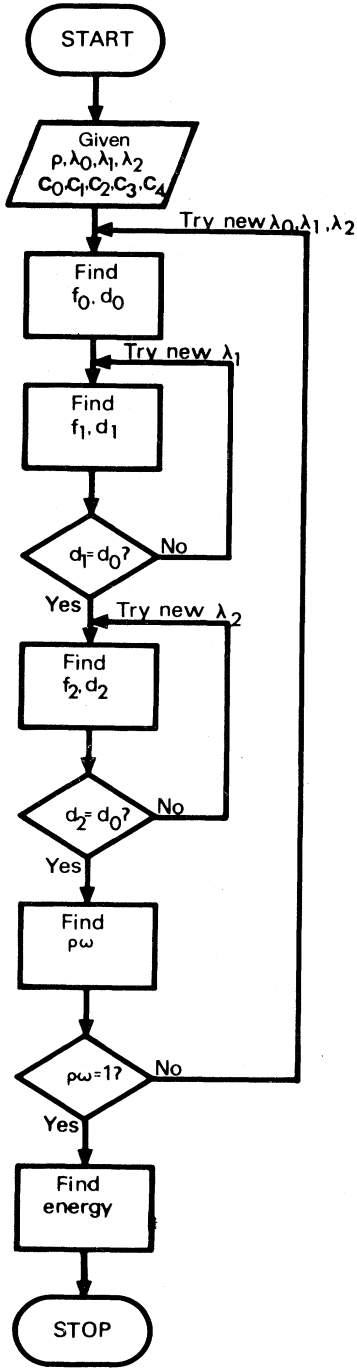 START
Given
ρ, λ₀, λ₁, λ₂
C₀, C₁, C₂, C₃, C₄
Try new λ₀, λ₁, λ₂
Find
f₀, d₀
Try new λ₁
Find
f₁, d₁
d₁=d₀?
No
Yes
Try new λ₂
Find
f₂, d₂
d₂=d₀?
No
Yes
Find
ρω
ρω=1?
No
Yes
Find
energy
STOP